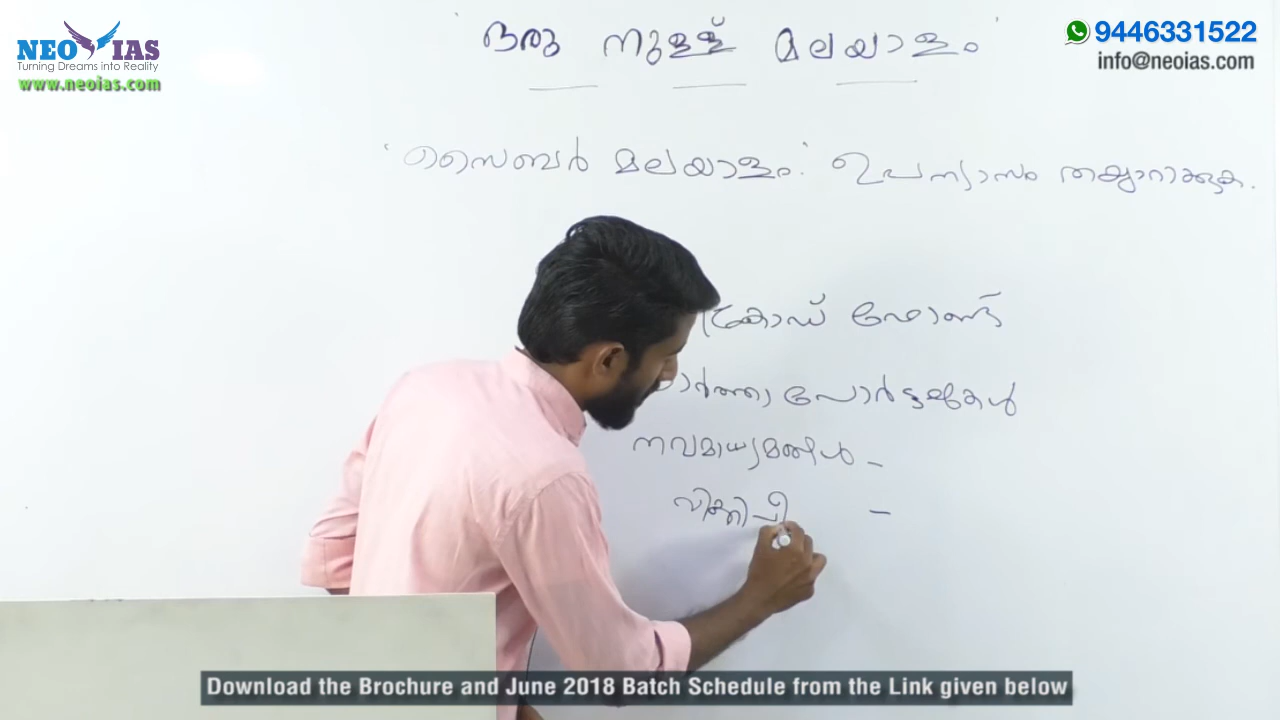 NEO IAS
Turning Dreams into Reality
www.neoias.com
9446331522
info@neoias.com
' ഒരു നുള്ള് മലയാളം '
' സൈബർ മലയാളം ' ഉപന്യാസം തയ്യാറാക്കുക.
ഫോണ്ട്
പോർട്ടലുകൾ
നവമാധ്യമങ്ങൾ –
വിക്കിപീ –
Download the Brochure and June 2018 Batch Schedule from the Link given below